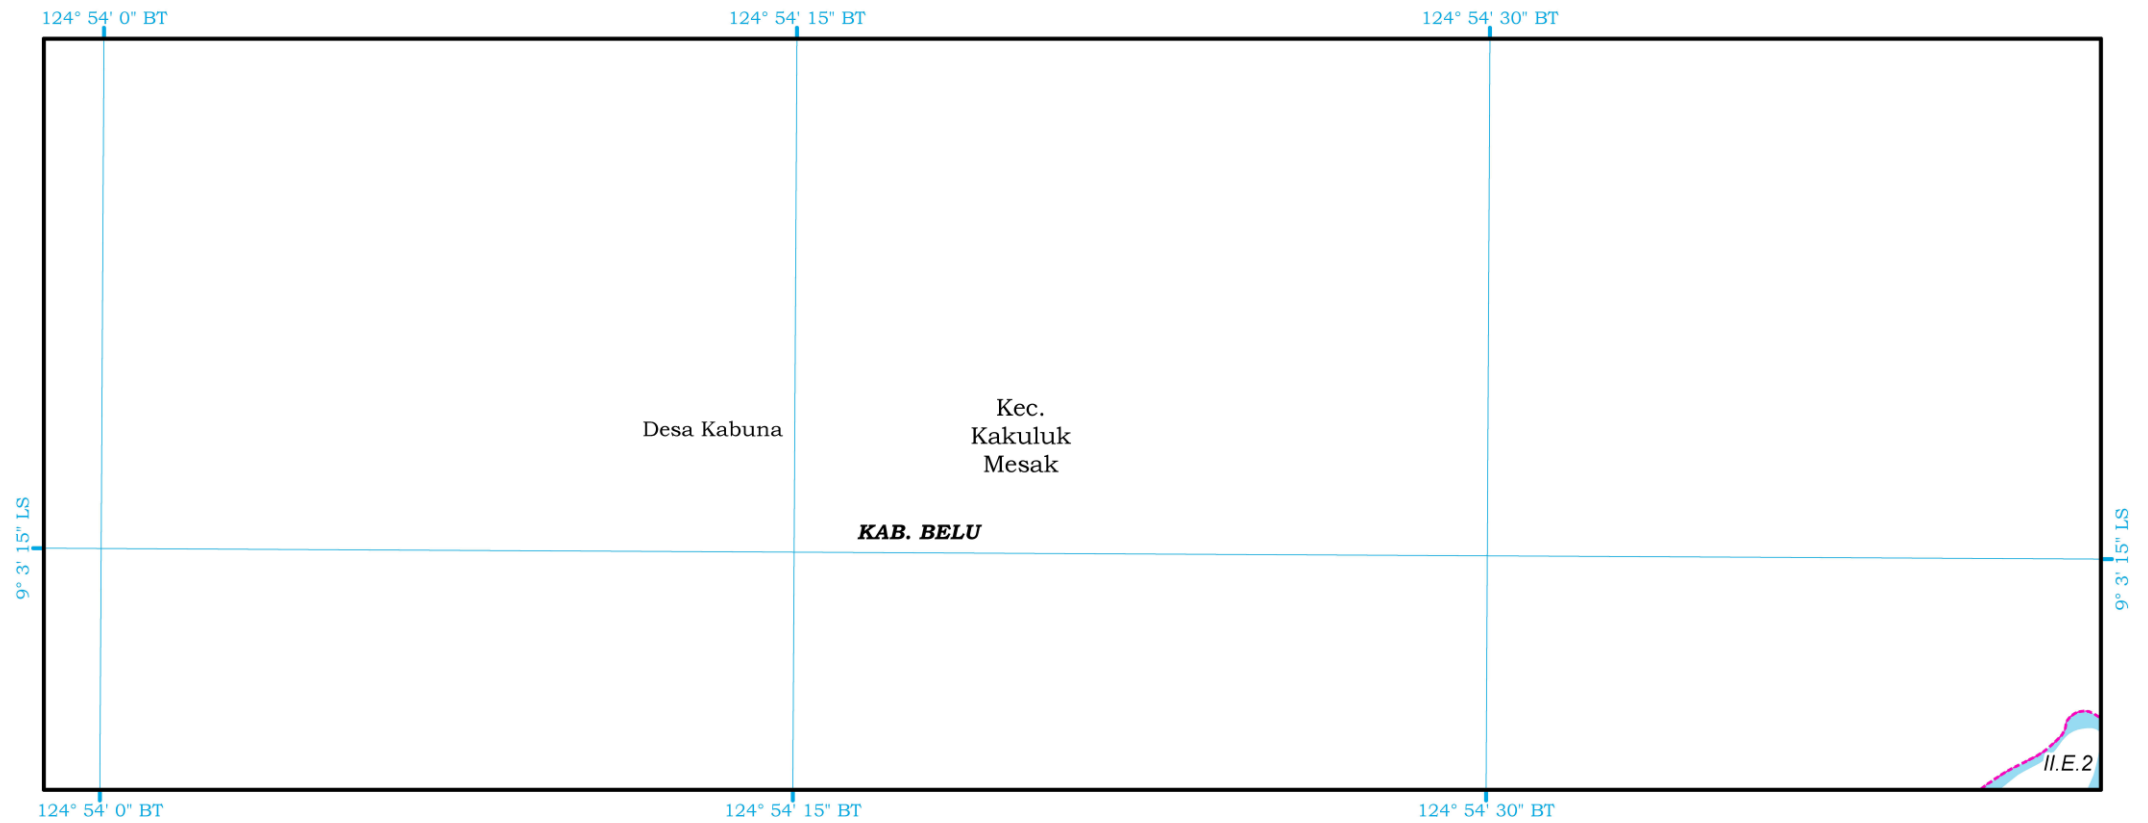 124° 54' 0" BT
124° 54' 15" BT
124° 54' 30" BT
Kec.
Kakuluk
Mesak
Desa Kabuna
KAB. BELU
9° 3' 15" LS
9° 3' 15" LS
II.E.2
124° 54' 0" BT
124° 54' 15" BT
124° 54' 30" BT